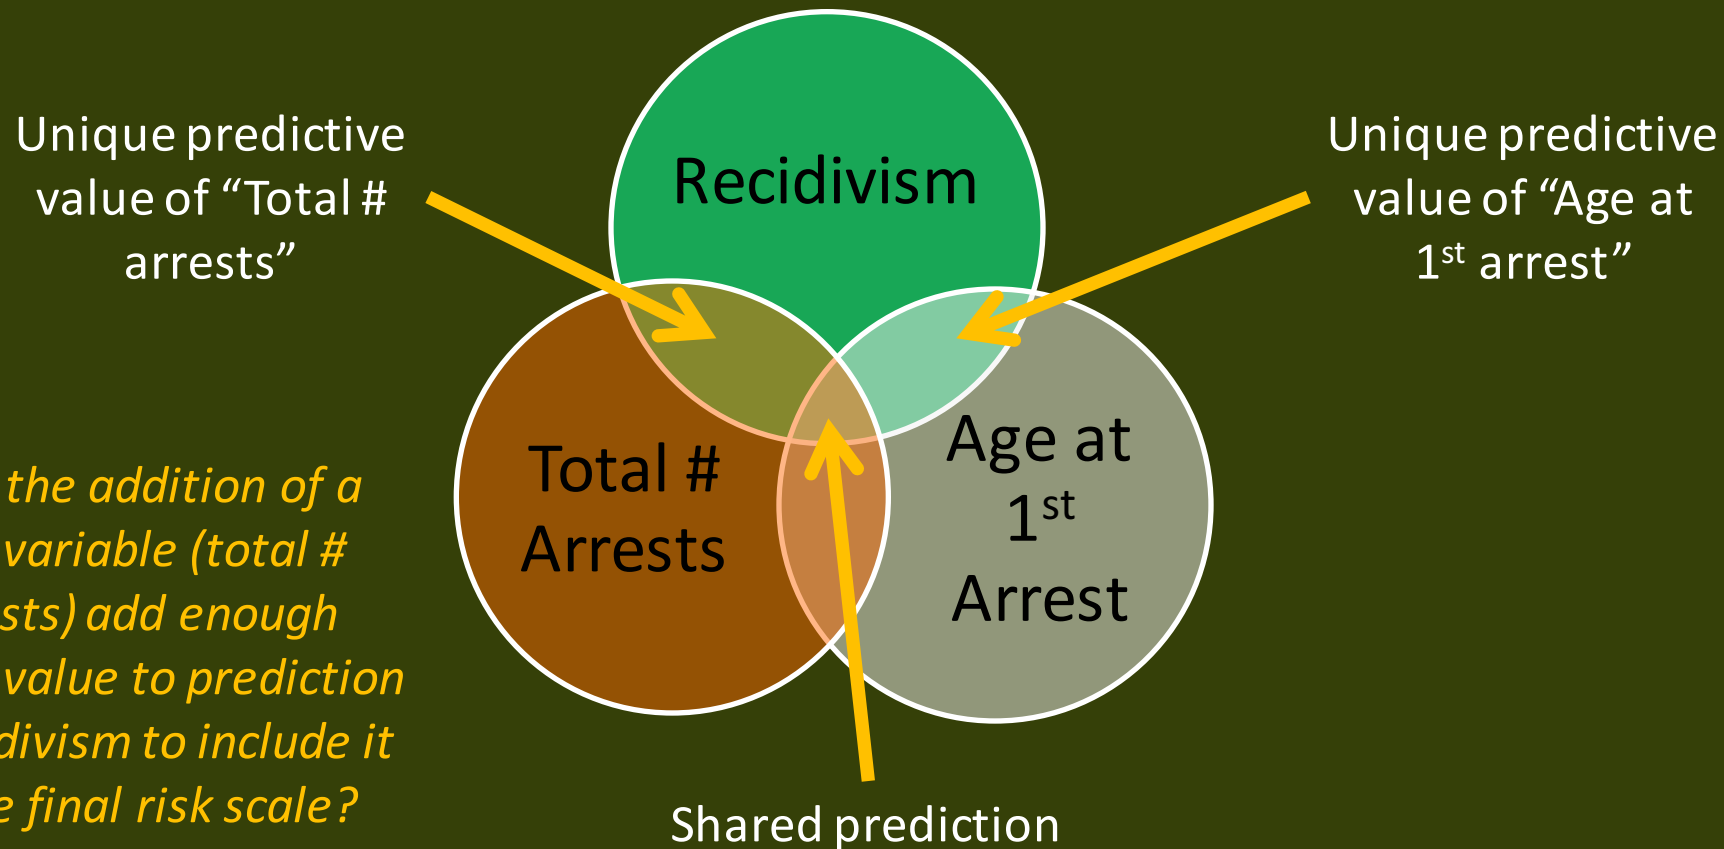 Recidivism
Unique predictive
value of “Total #
arrests”
Unique predictive
value of “Age at
1st arrest”
Total #
Arrests
Age at
1st
Arrest
the addition of a
variable (total #
sts) add enough
value to prediction
divism to include it
e final risk scale?
Shared prediction